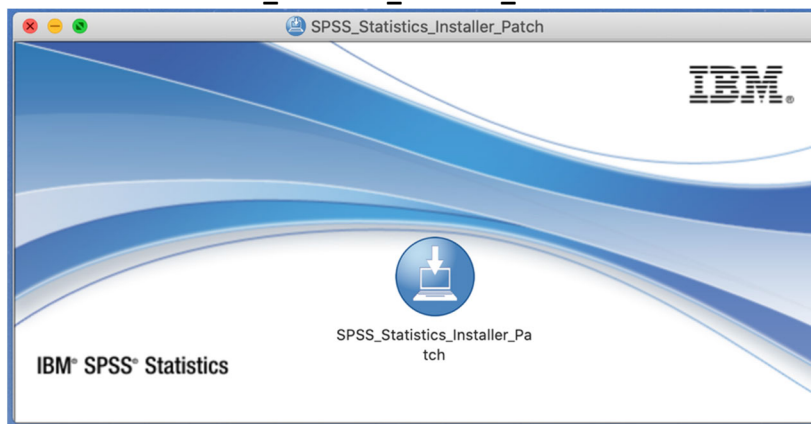 SPSS_Statistics_Installer_Patch
IBM®
SPSS_Statistics_Installer_Pa
tch
IBM® SPSS® Statistics